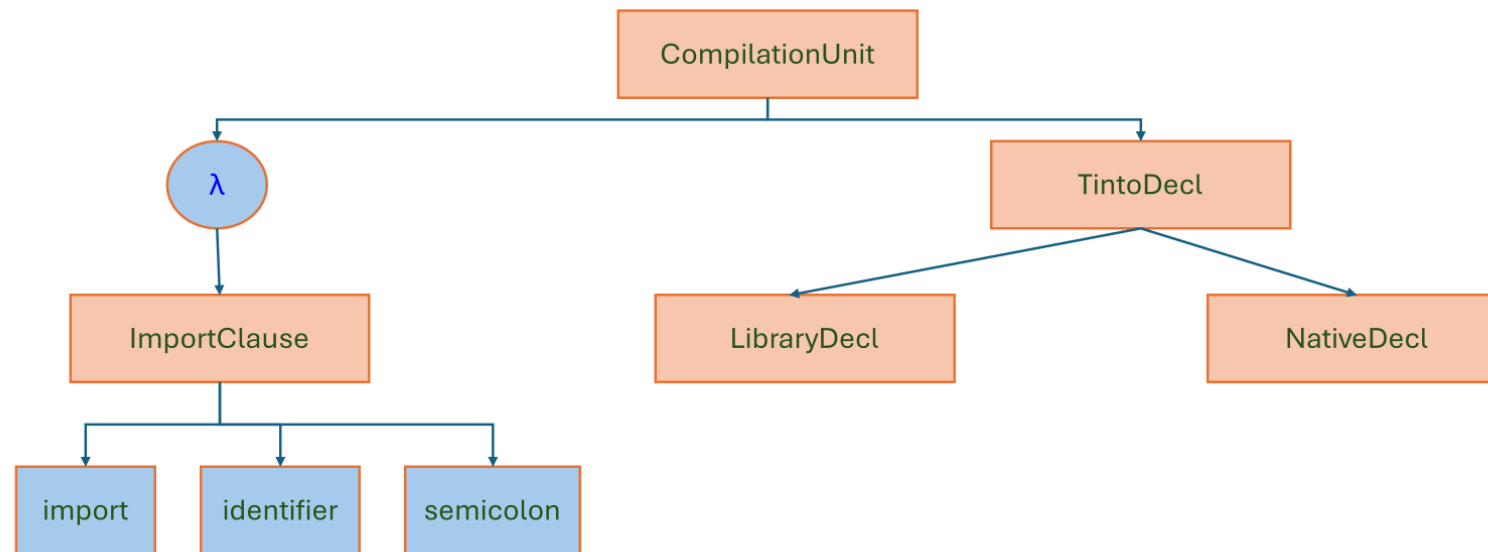 CompilationUnit
λ
TintoDecl
ImportClause
LibraryDecl
NativeDecl
import
identifier
semicolon